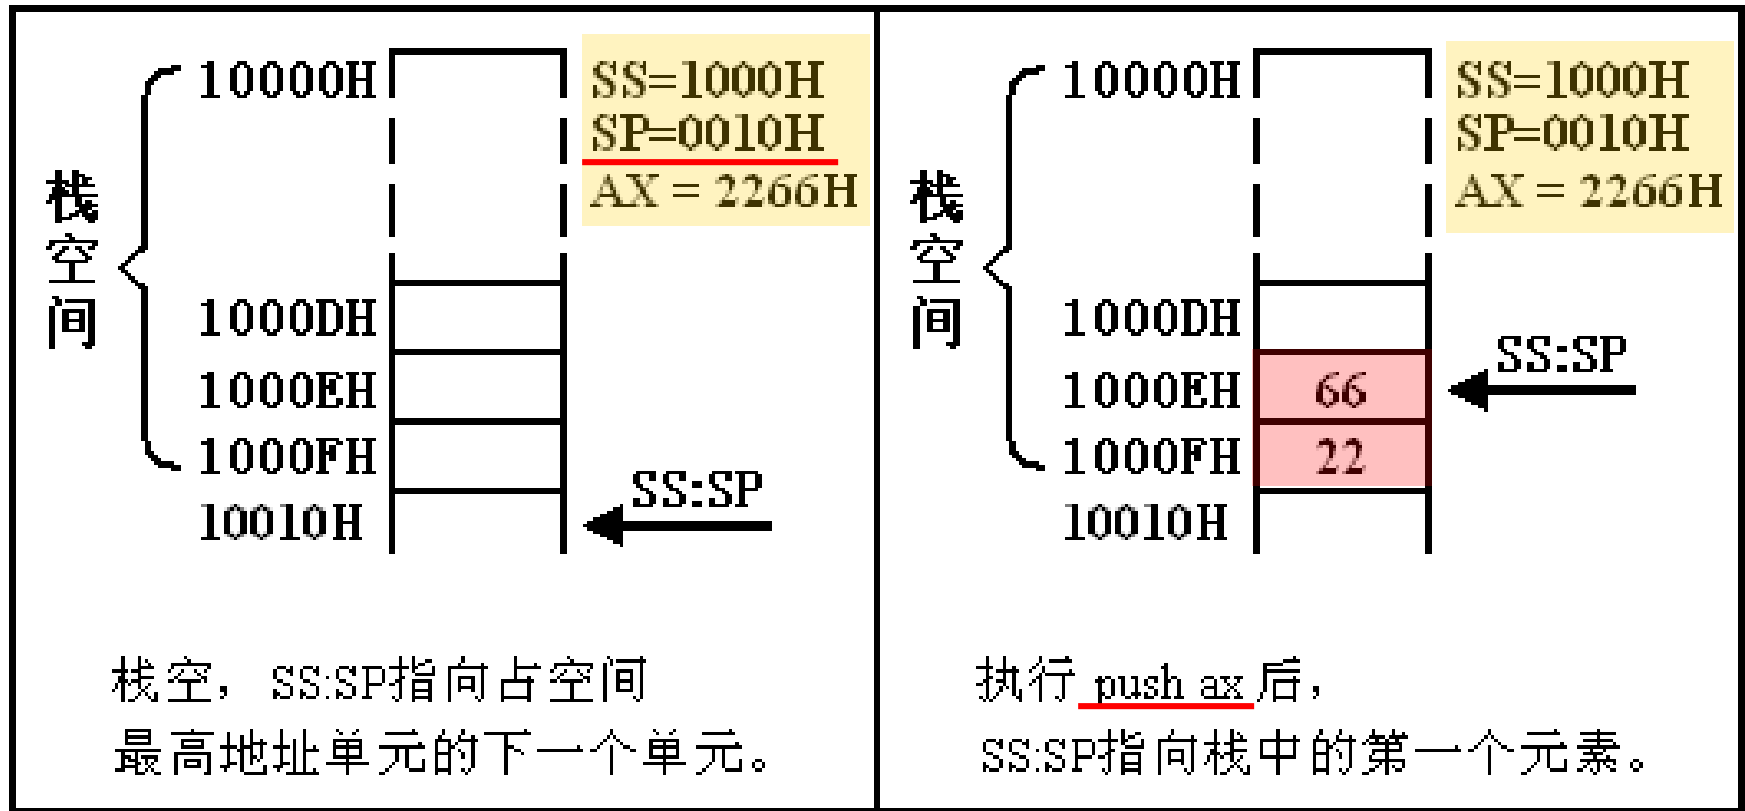 10000H
SS=1000H
SP=0010H
AX = 2266H
栈空间
1000DH
1000EH
1000FH
SS:SP
10010H
栈空，SS:SP指向占空间
最高地址单元的下一个单元。
10000H
SS=1000H
SP=0010H
AX = 2266H
栈空间
1000DH
SS:SP
1000EH 66
1000FH 22
10010H
执行 push ax 后，
SS:SP指向栈中的第一个元素。